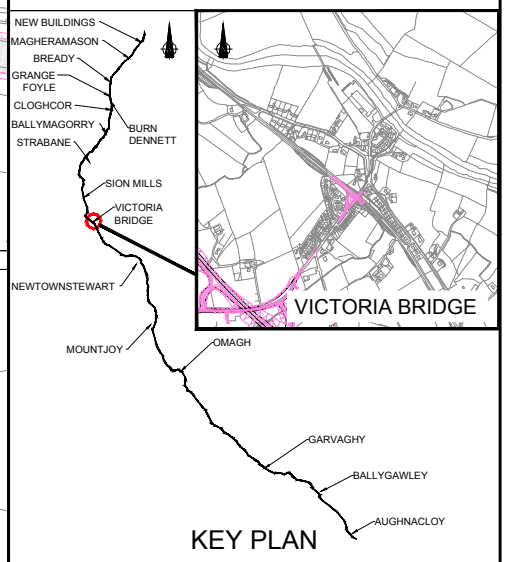 NEW BUILDINGS
MAGHERAMASON
BREADY
GRANGE
FOYLE
CLOGHCOR
BALLYMAGORRY
BURN
DENNETT
STRABANE
SION MILLS
VICTORIA
BRIDGE
VICTORIA BRIDGE
NEWTOWNSTEWART
MOUNTJOY
OMAGH
GARVAGHY
BALLYGAWLEY
AUGHNACLOY
KEY PLAN